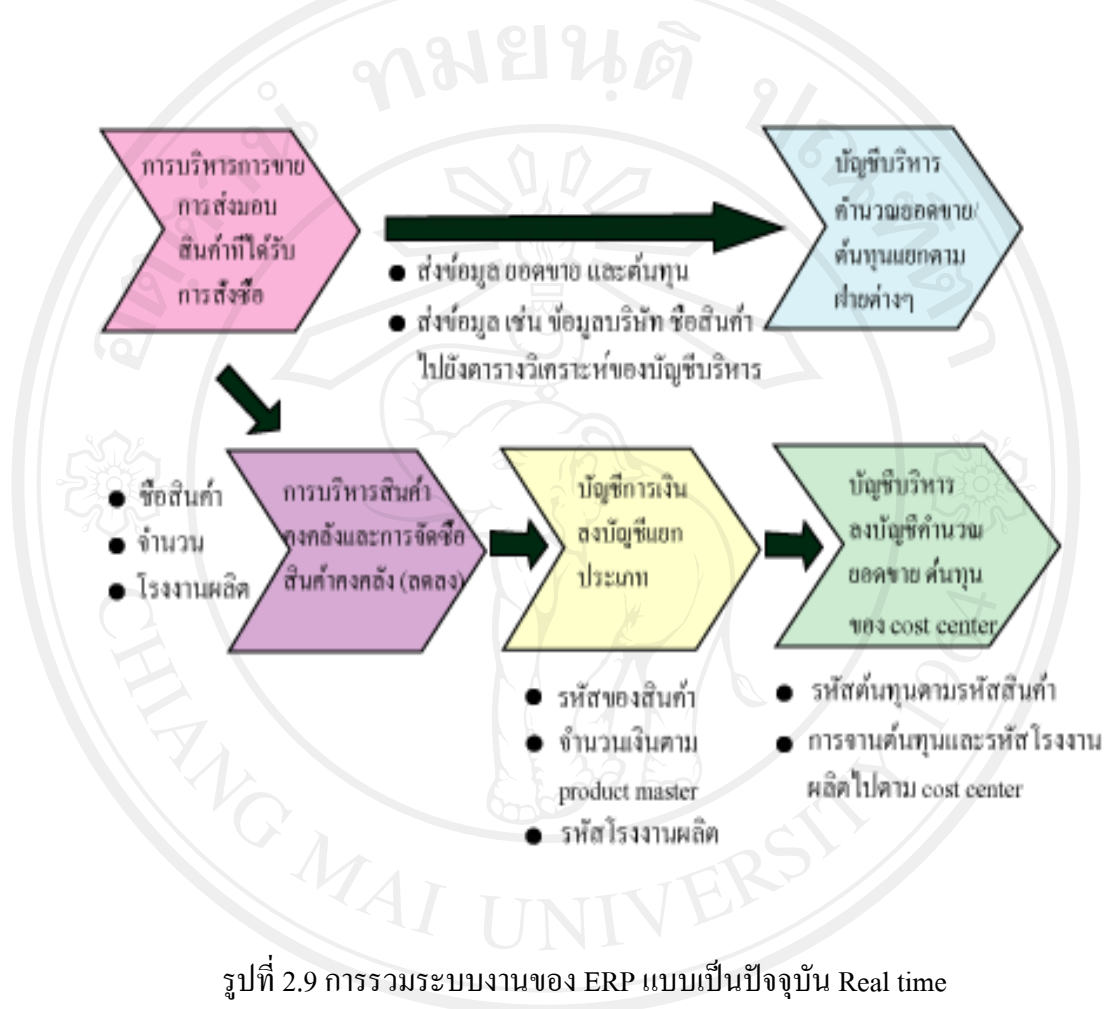 การบริหารการขาย
การส่งมอบ
สินค้าที่ได้รับ
การสั่งซื้อ
บัญชีบริหาร
คำนวณยอดขาย/
ต้นทุนแยกตาม
ฝ่ายต่างๆ
● ส่งข้อมูล ยอดขาย และต้นทุน
● ส่งข้อมูล เช่น ข้อมูลบริษัท ชื่อสินค้า
ไปยังตารางวิเคราะห์ของบัญชีบริหาร
● ชื่อสินค้า
● จำนวน
● โรงงานผลิต
การบริหารสินค้า
คงคลังและการจัดซื้อ
สินค้าคงคลัง (ลดลง)
บัญชีการเงิน
ลงบัญชีแยก
ประเภท
บัญชีบริหาร
ลงบัญชีคำนวณ
ยอดขาย ต้นทุน
ของ cost center
● รหัสของสินค้า
● จำนวนเงินตาม
product master
● รหัสโรงงานผลิต
● รหัสต้นทุนตามรหัสสินค้า
● การจานต้นทุนและรหัสโรงงาน
ผลิตไปตาม cost center
CHIANG MAI UNIVERSITY 1964
รูปที่ 2.9 การรวมระบบงานของ ERP แบบเป็นปัจจุบัน Real time